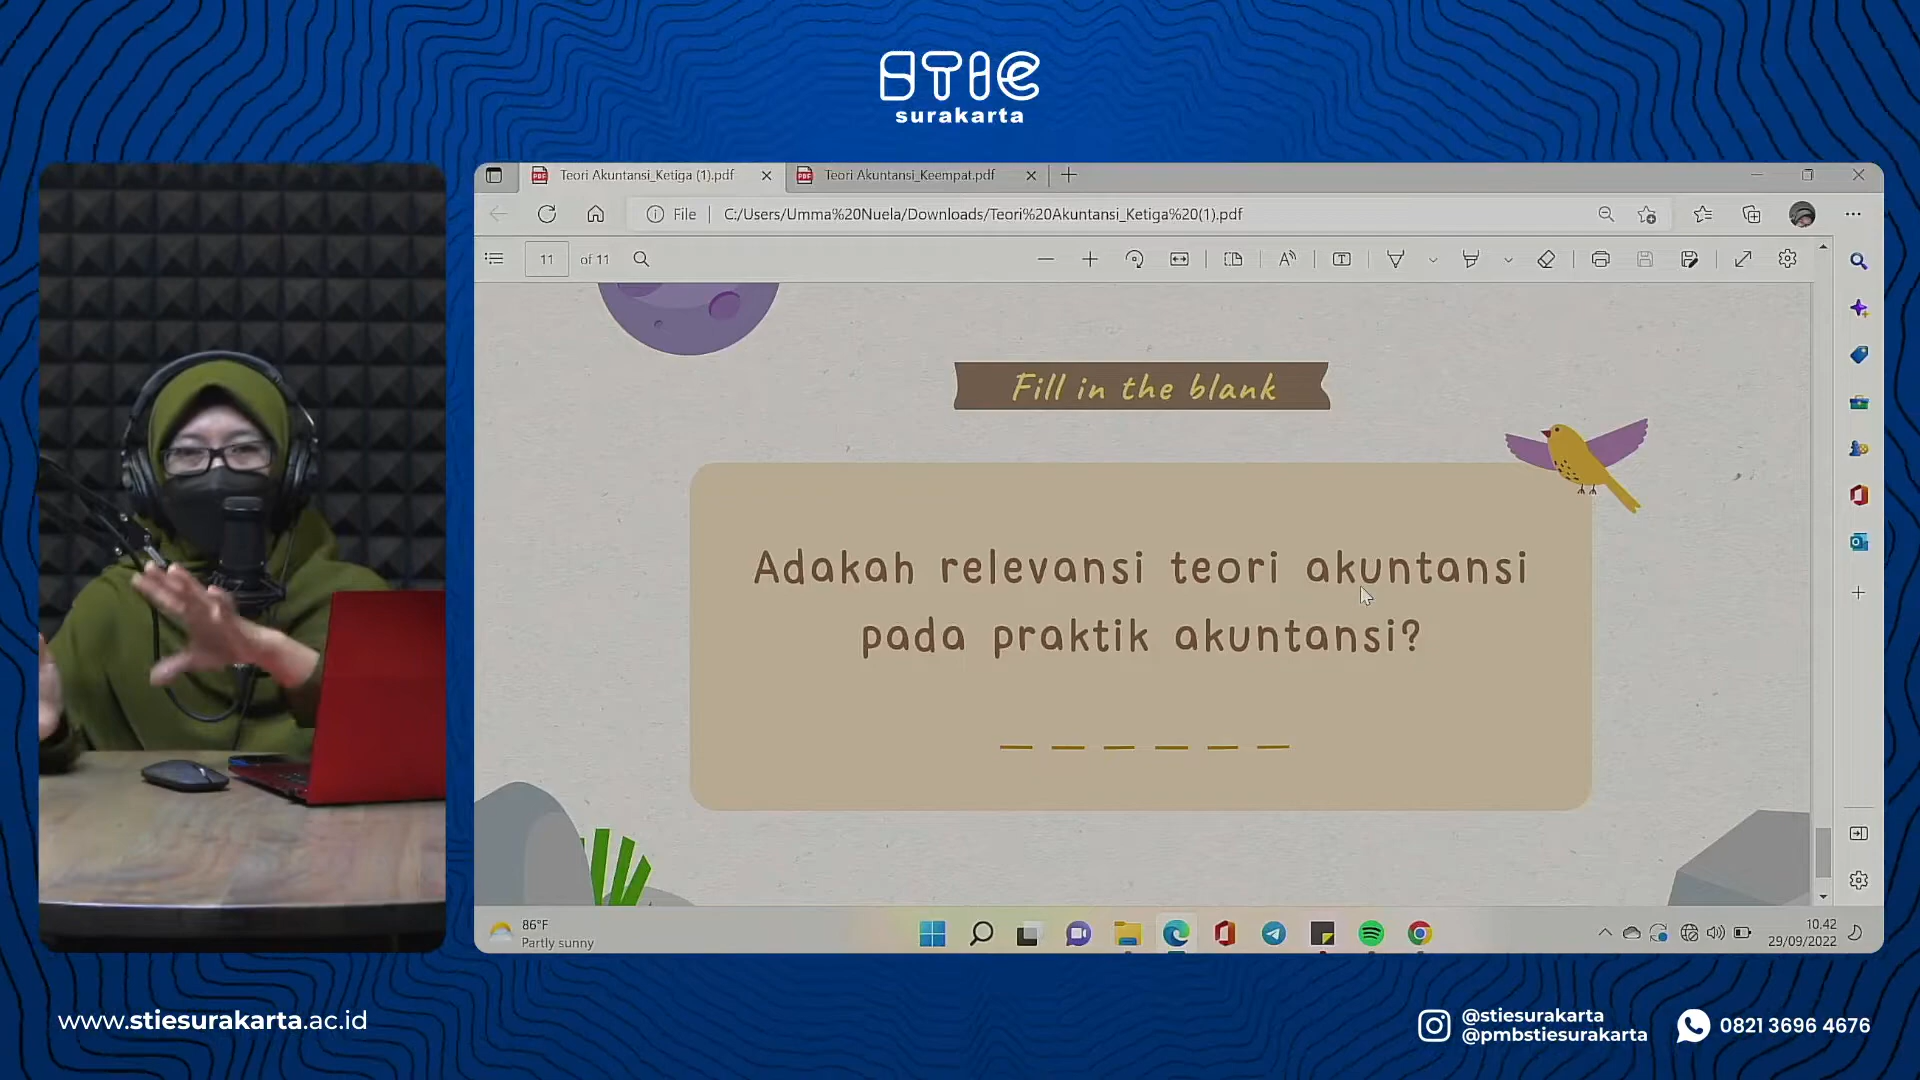 STIE
surakarta
Teori Akuntansi_Ketiga (1).pdf
Teori Akuntansi_Keempat.pdf
File
C:/Users/Umma%20Nuela/Downloads/Teori%20Akuntansi_Ketiga%20(1).pdf
11
of 11
Fill in the blank
Adakah relevansi teori akuntansi
pada praktik akuntansi?
86°F
Partly sunny
10.42
29/09/2022
www.stiesurakarta.ac.id
@stiesurakarta
@pmbstiesurakarta
0821 3696 4676